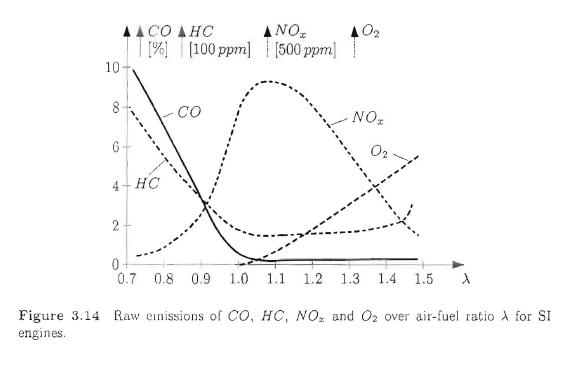 CO HC NOx O2
[%] [100 ppm] [500 ppm]
10
8
6
4
2
0
CO
HC
NOx
O2
0.7 0.8 0.9 1.0 1.1 1.2 1.3 1.4 1.5 λ
Figure 3.14 Raw emissions of CO, HC, NOx and O2 over air-fuel ratio λ for SI
engines.